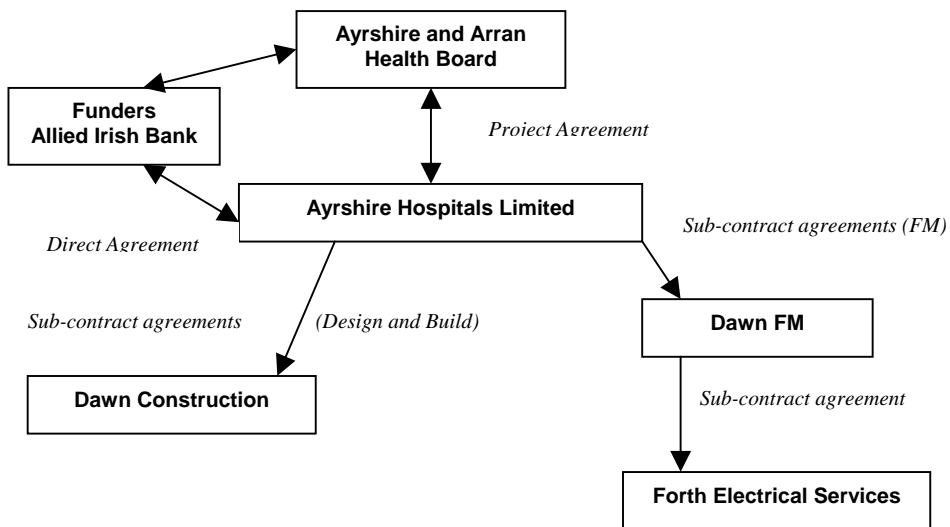 Ayrshire and Arran
Health Board
Funders
Allied Irish Bank
Project Agreement
Ayrshire Hospitals Limited
Direct Agreement
Sub-contract agreements (FM)
Sub-contract agreements
(Design and Build)
Dawn FM
Dawn Construction
Sub-contract agreement
Forth Electrical Services